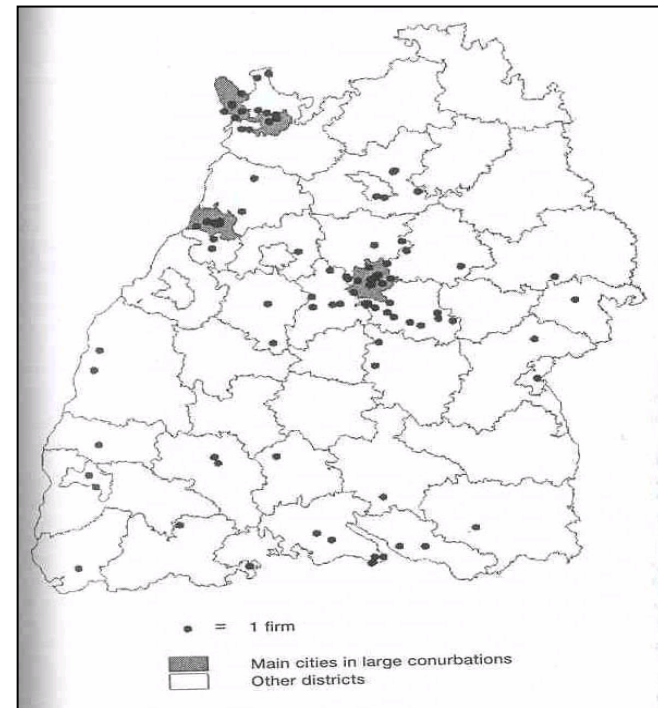 • = 1 firm
Main cities in large conurbations
Other districts